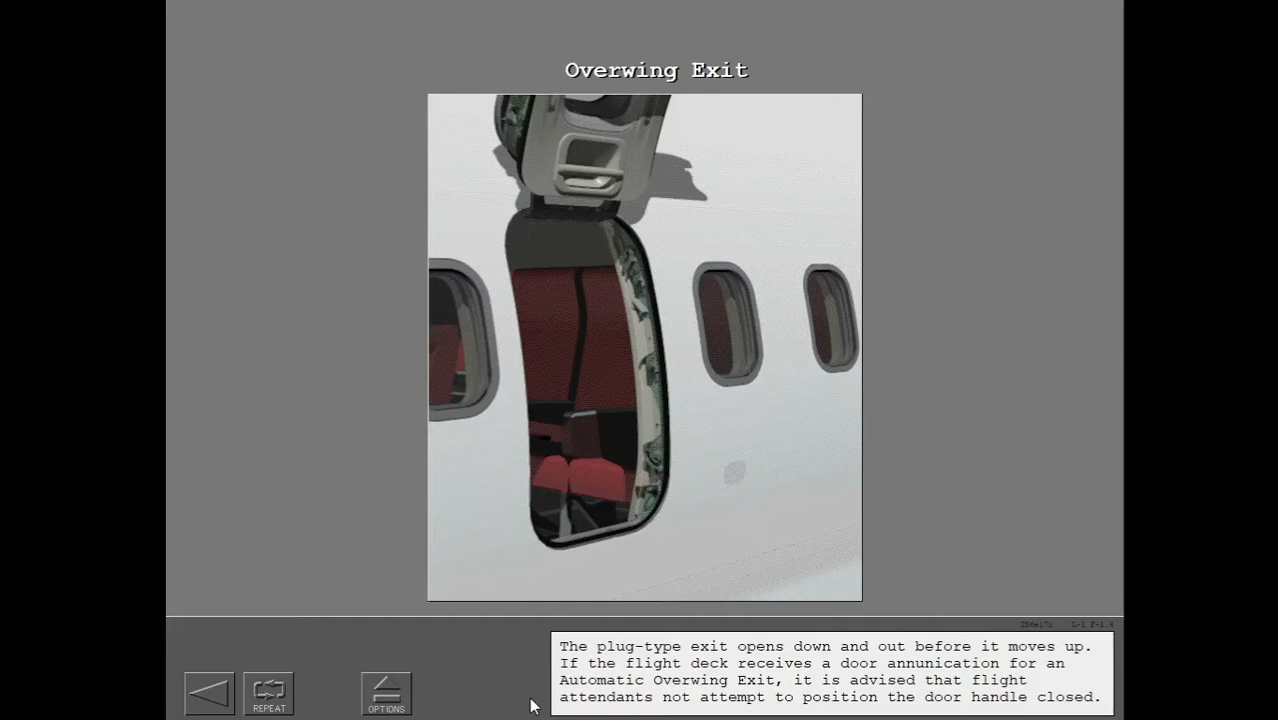 Overwing Exit
The plug-type exit opens down and out before it moves up.
If the flight deck receives a door annunication for an
Automatic Overwing Exit, it is advised that flight
attendants not attempt to position the door handle closed.
REPEAT
OPTIONS